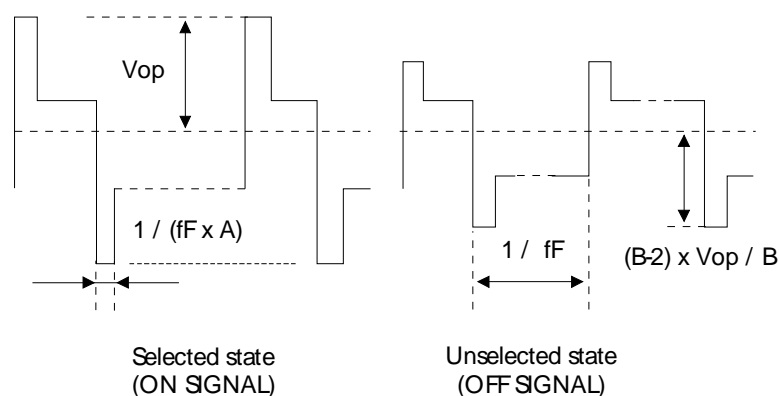 Vop
1 / (fF x A)
1 / fF
(B-2) x Vop / B
Selected state
(ON SIGNAL)
Unselected state
(OFF SIGNAL)